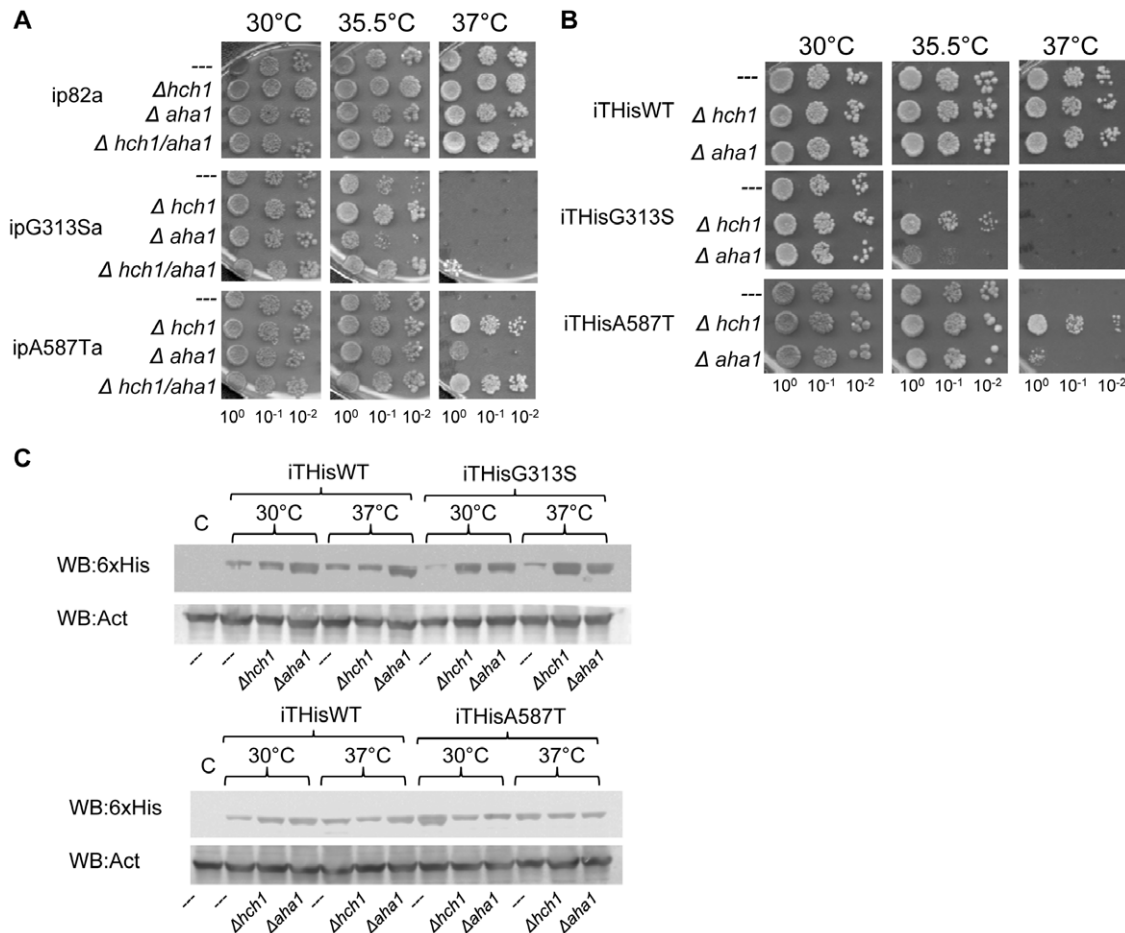 A
30°C 35.5°C 37°C
ip82a
---
Δhch1
Δ aha1
Δ hch1/aha1
ipG313Sa
---
Δ hch1
Δ aha1
Δ hch1/aha1
ipA587Ta
---
Δ hch1
Δ aha1
Δ hch1/aha1
10⁰ 10⁻¹ 10⁻² 10⁰ 10⁻¹ 10⁻² 10⁰ 10⁻¹ 10⁻²
B
30°C 35.5°C 37°C
iTHisWT
---
Δ hch1
Δ aha1
iTHisG313S
---
Δ hch1
Δ aha1
iTHisA587T
---
Δ hch1
Δ aha1
10⁰ 10⁻¹ 10⁻² 10⁰ 10⁻¹ 10⁻² 10⁰ 10⁻¹ 10⁻²
C
iTHisWT iTHisG313S
C 30°C 37°C 30°C 37°C
WB:6xHis
WB:Act
--- --- Δhch1 Δaha1 --- Δhch1 Δaha1 --- Δhch1 Δaha1 --- Δhch1 Δaha1
iTHisWT iTHisA587T
C 30°C 37°C 30°C 37°C
WB:6xHis
WB:Act
--- --- Δhch1 Δaha1 --- Δhch1 Δaha1 --- Δhch1 Δaha1 --- Δhch1 Δaha1